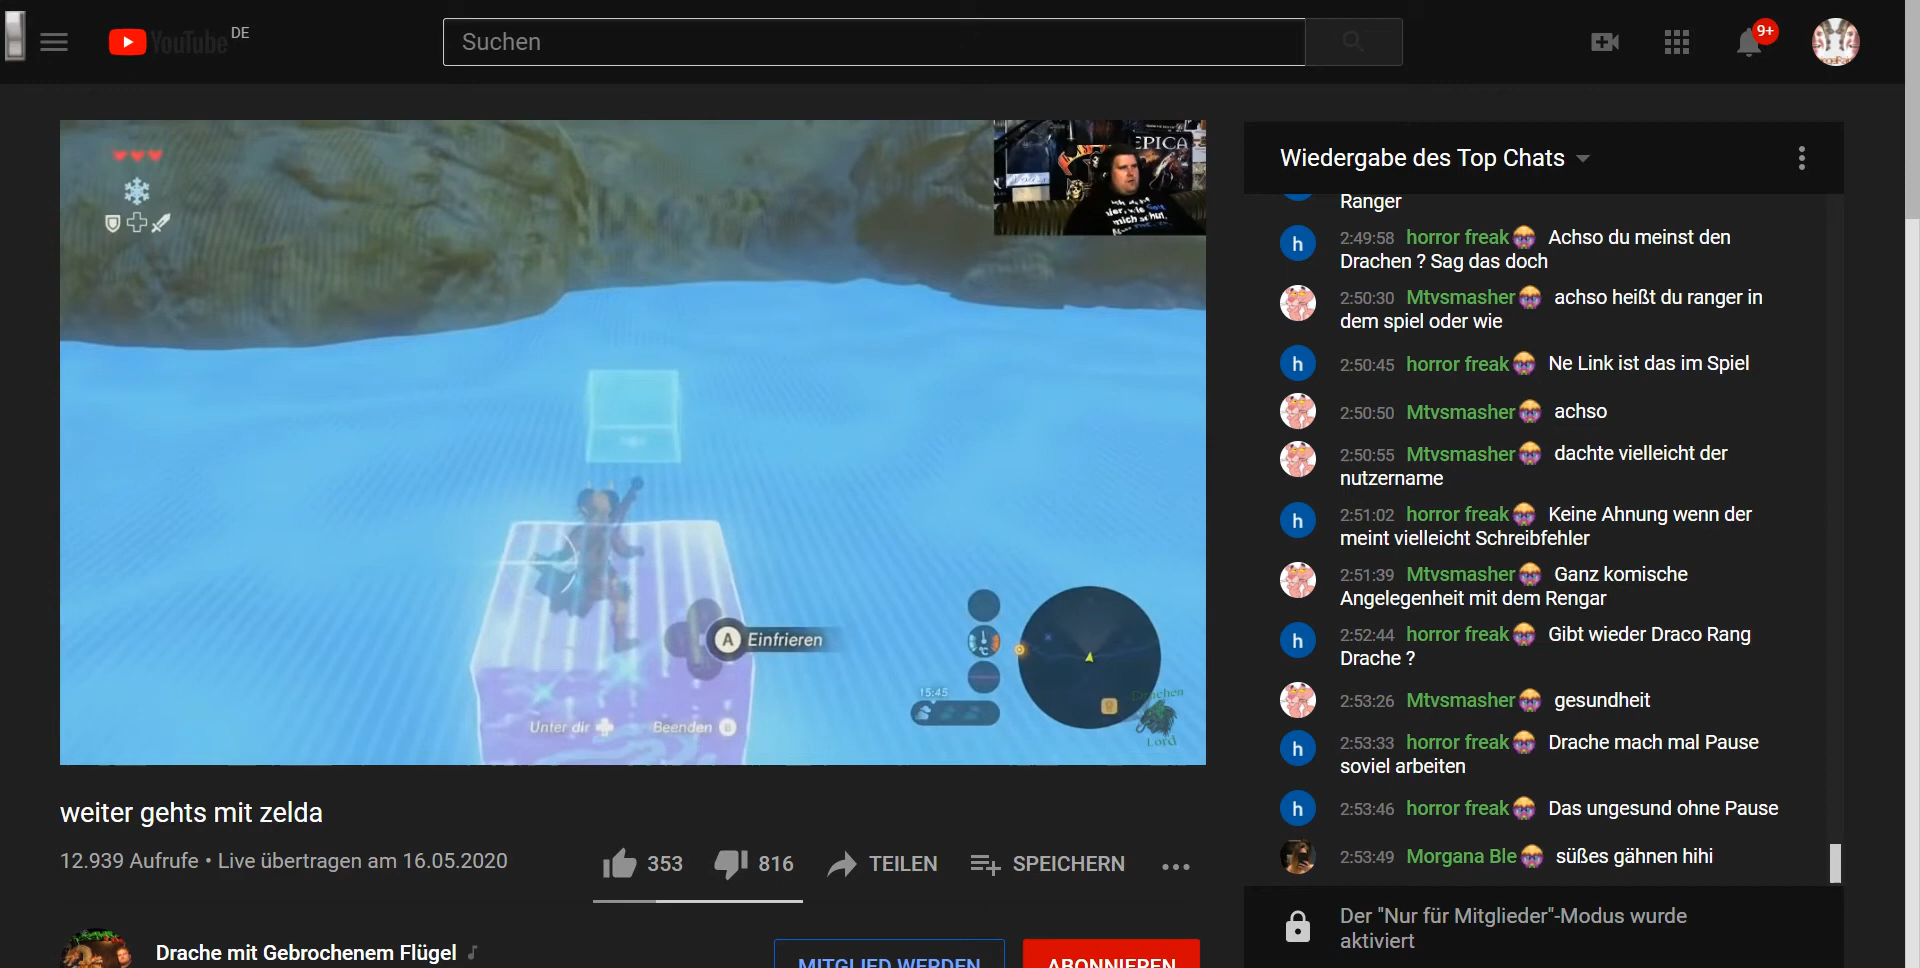 YouTube DE
Suchen
9+
EPICA
Einfrieren
A
15:45
°C
Unter dir
Beenden
Drachen
Lord
weiter gehts mit zelda
12.939 Aufrufe • Live übertragen am 16.05.2020
353
816
TEILEN
SPEICHERN
Drache mit Gebrochenem Flügel
MITGLIED WERDEN
ABONNIEREN
Wiedergabe des Top Chats
Ranger
h
2:49:58 horror freak Achso du meinst den
Drachen ? Sag das doch
2:50:30 Mtvsmasher achso heißt du ranger in
dem spiel oder wie
h
2:50:45 horror freak Ne Link ist das im Spiel
2:50:50 Mtvsmasher achso
2:50:55 Mtvsmasher dachte vielleicht der
nutzername
h
2:51:02 horror freak Keine Ahnung wenn der
meint vielleicht Schreibfehler
2:51:39 Mtvsmasher Ganz komische
Angelegenheit mit dem Rengar
h
2:52:44 horror freak Gibt wieder Draco Rang
Drache ?
2:53:26 Mtvsmasher gesundheit
h
2:53:33 horror freak Drache mach mal Pause
soviel arbeiten
h
2:53:46 horror freak Das ungesund ohne Pause
2:53:49 Morgana Ble süßes gähnen hihi
Der "Nur für Mitglieder"-Modus wurde
aktiviert